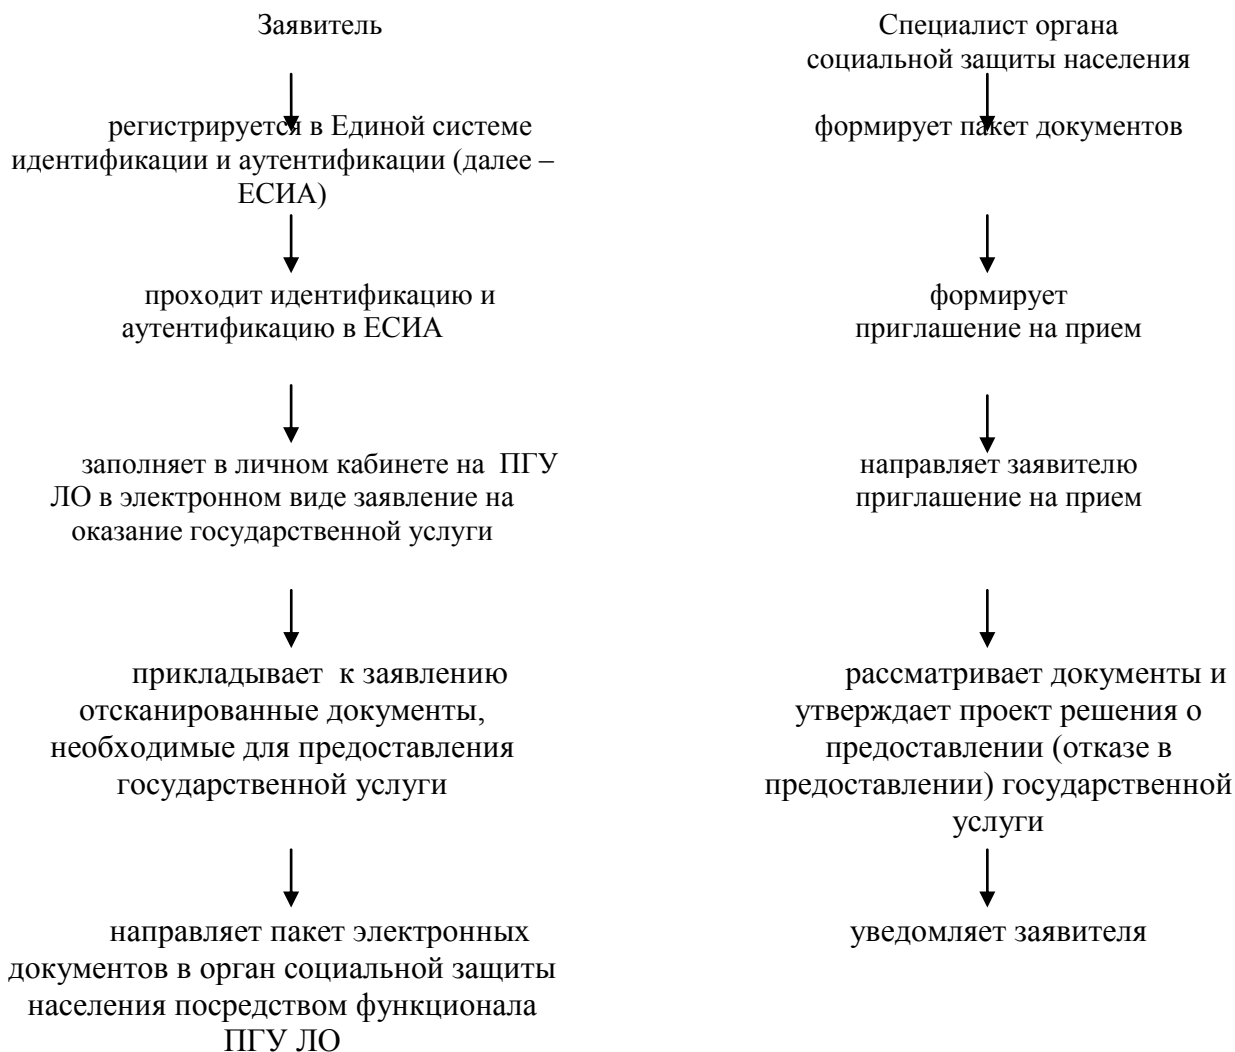 Заявитель
регистрируется в Единой системе
идентификации и аутентификации (далее –
ЕСИА)
проходит идентификацию и
аутентификацию в ЕСИА
заполняет в личном кабинете на ПГУ
ЛО в электронном виде заявление на
оказание государственной услуги
прикладывает к заявлению
отсканированные документы,
необходимые для предоставления
государственной услуги
направляет пакет электронных
документов в орган социальной защиты
населения посредством функционала
ПГУ ЛО
Специалист органа
социальной защиты населения
формирует пакет документов
формирует
приглашение на прием
направляет заявителю
приглашение на прием
рассматривает документы и
утверждает проект решения о
предоставлении (отказе в
предоставлении) государственной
услуги
уведомляет заявителя